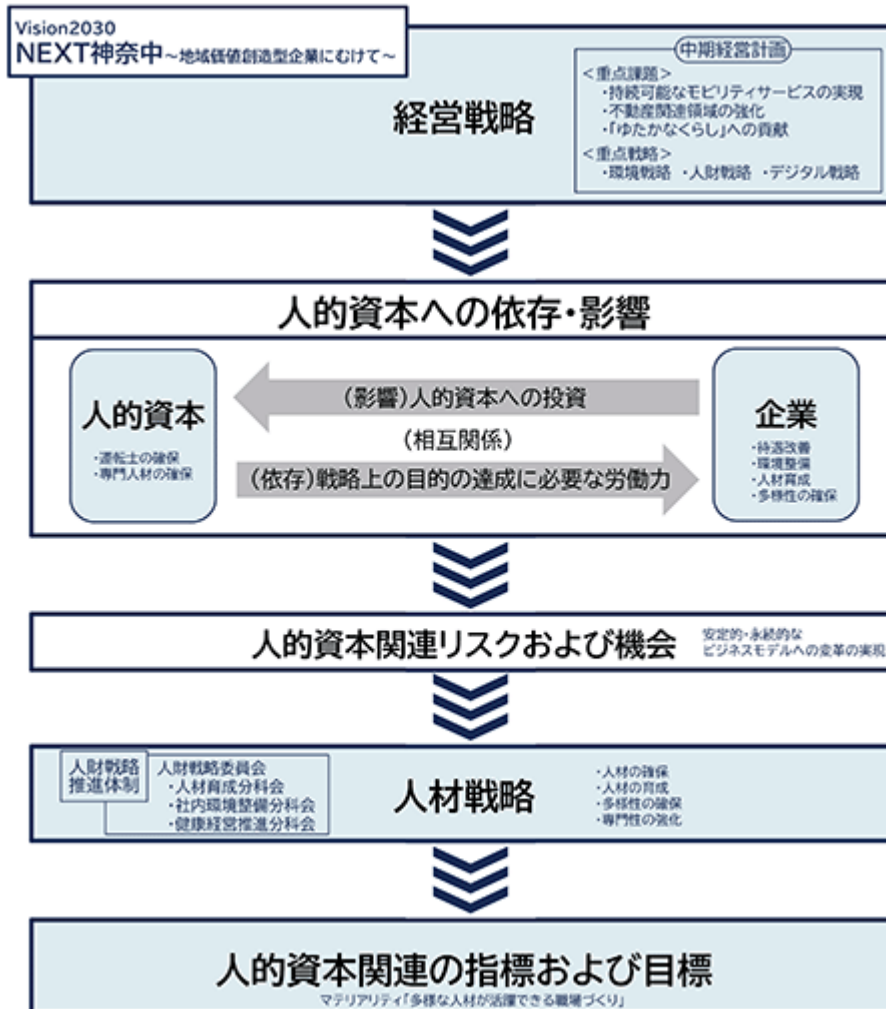 Vision2030
NEXT神奈中～地域価値創造型企業にむけて～
経営戦略
中期経営計画
＜重点課題＞
・持続可能なモビリティサービスの実現
・不動産関連領域の強化
・「ゆたかなくらし」への貢献
＜重点戦略＞
・環境戦略 ・人財戦略 ・デジタル戦略
人的資本への依存・影響
人的資本
・運転士の確保
・専門人材の確保
（影響）人的資本への投資
（相互関係）
（依存）戦略上の目的の達成に必要な労働力
企業
・待遇改善
・環境整備
・人材育成
・多様性の確保
人的資本関連リスクおよび機会
安定的・永続的な
ビジネスモデルへの変革の実現
人財戦略
推進体制
人財戦略委員会
・人材育成分科会
・社内環境整備分科会
・健康経営推進分科会
人材戦略
・人材の確保
・人材の育成
・多様性の確保
・専門性の強化
人的資本関連の指標および目標
マテリアリティ「多様な人材が活躍できる職場づくり」